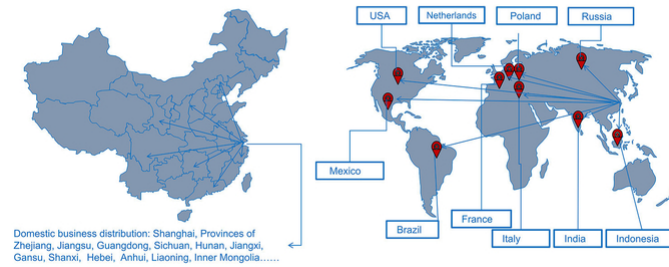 USA
Netherlands
Poland
Russia
Mexico
Brazil
France
Italy
India
Indonesia
Domestic business distribution: Shanghai, Provinces of
Zhejiang, Jiangsu, Guangdong, Sichuan, Hunan, Jiangxi,
Gansu, Shanxi, Hebei, Anhui, Liaoning, Inner Mongolia……